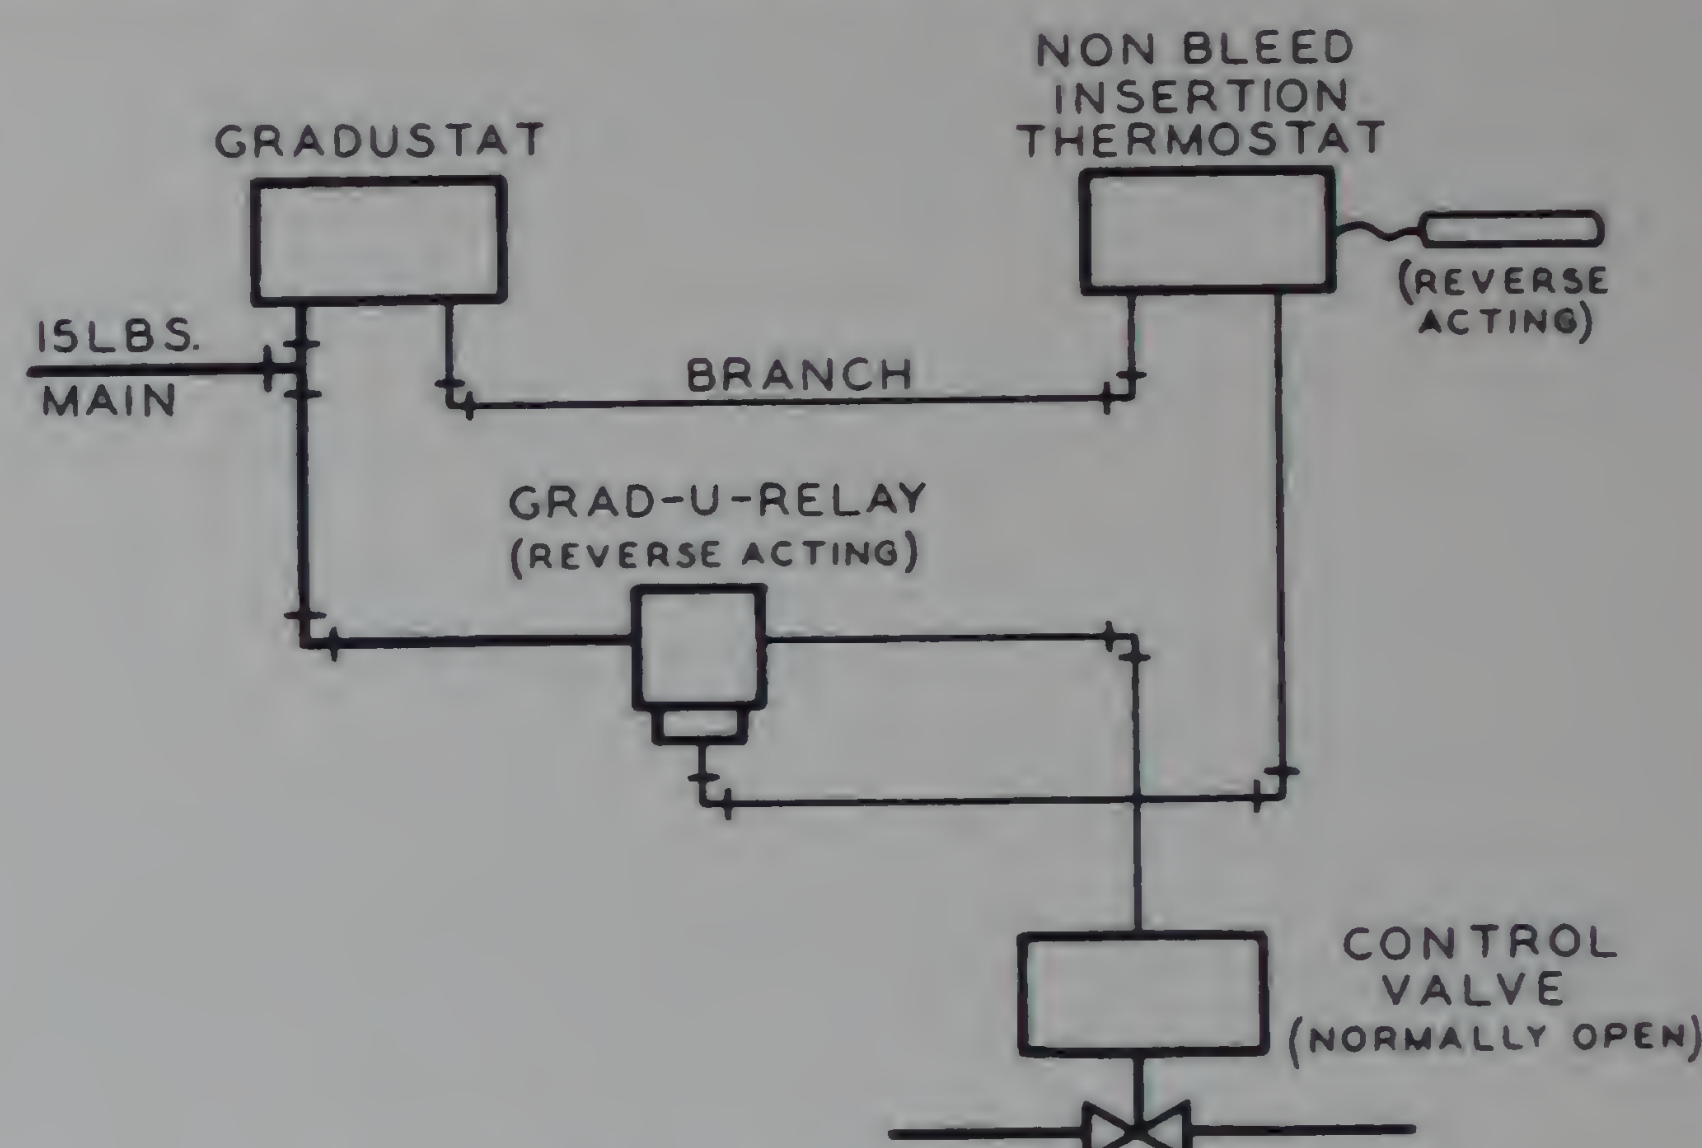 NON BLEED
INSERTION
THERMOSTAT
GRADUSTAT
(REVERSE
ACTING)
15LBS.
MAIN
BRANCH
GRAD-U-RELAY
(REVERSE ACTING)
CONTROL
VALVE
(NORMALLY OPEN)